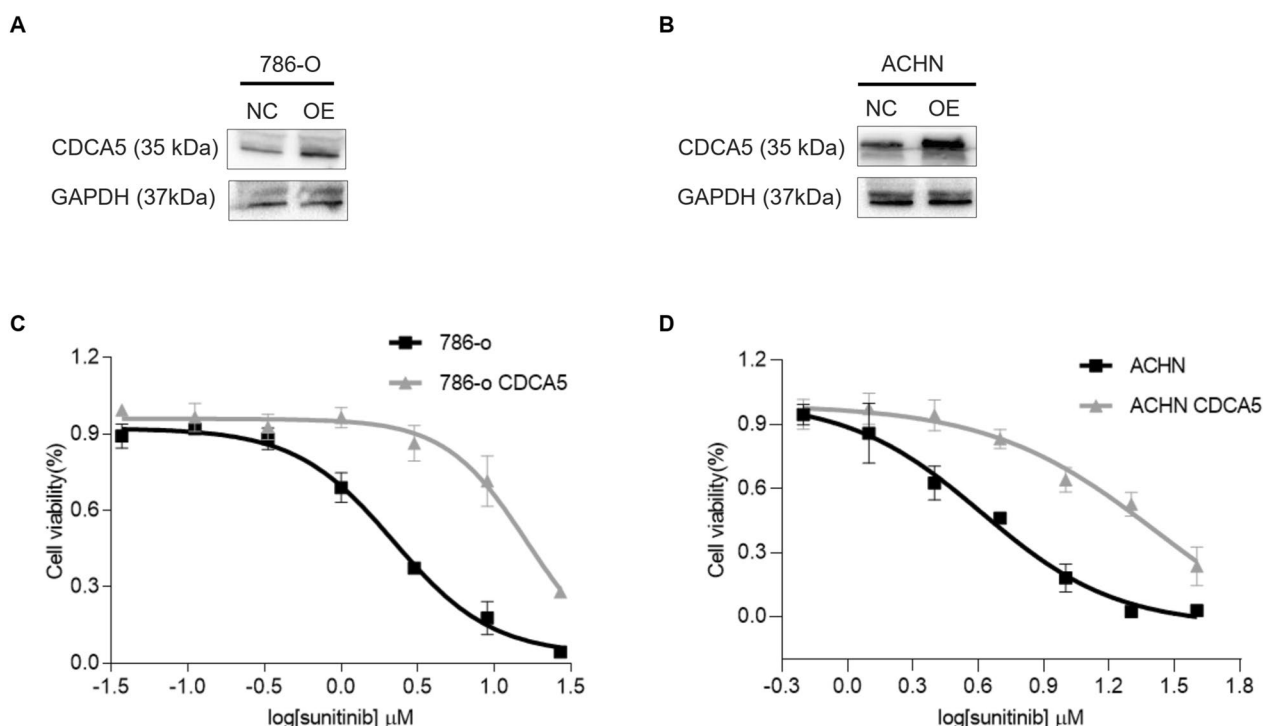 A
786-O
NC OE
CDCA5 (35 kDa)
GAPDH (37kDa)
B
ACHN
NC OE
CDCA5 (35 kDa)
GAPDH (37kDa)
C
786-o
786-o CDCA5
1.2
0.9
0.6
0.3
0.0
Cell viability(%)
-1.5 -1.0 -0.5 0.0 0.5 1.0 1.5
log[sunitinib] μM
D
ACHN
ACHN CDCA5
1.2
0.9
0.6
0.3
0.0
Cell viability(%)
-0.3 0.0 0.3 0.6 0.9 1.2 1.5 1.8
log[sunitinib] μM